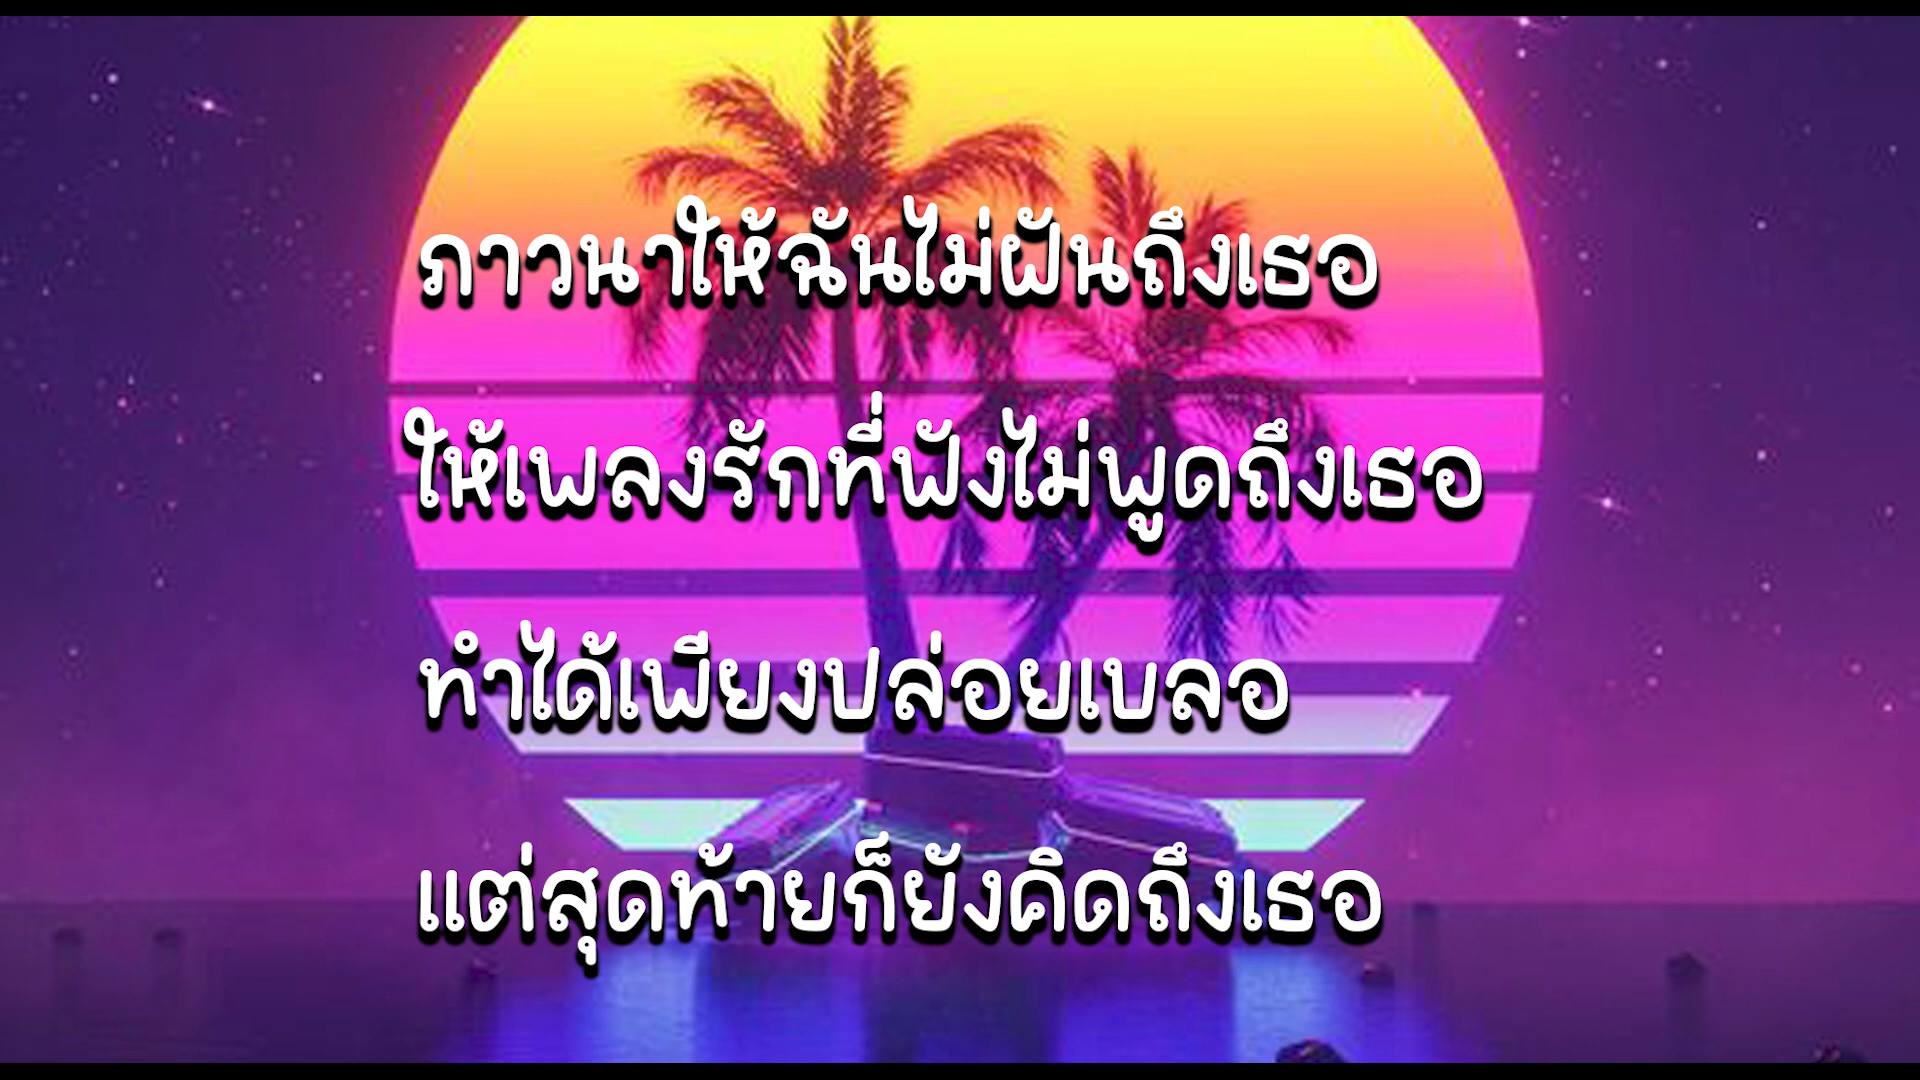 ภาวนาให้ฉันไม่ฝันถึงเธอ
ให้เพลงรักที่ฟังไม่พูดถึงเธอ
ทำได้เพียงปล่อยเบลอ
แต่สุดท้ายก็ยังคิดถึงเธอ